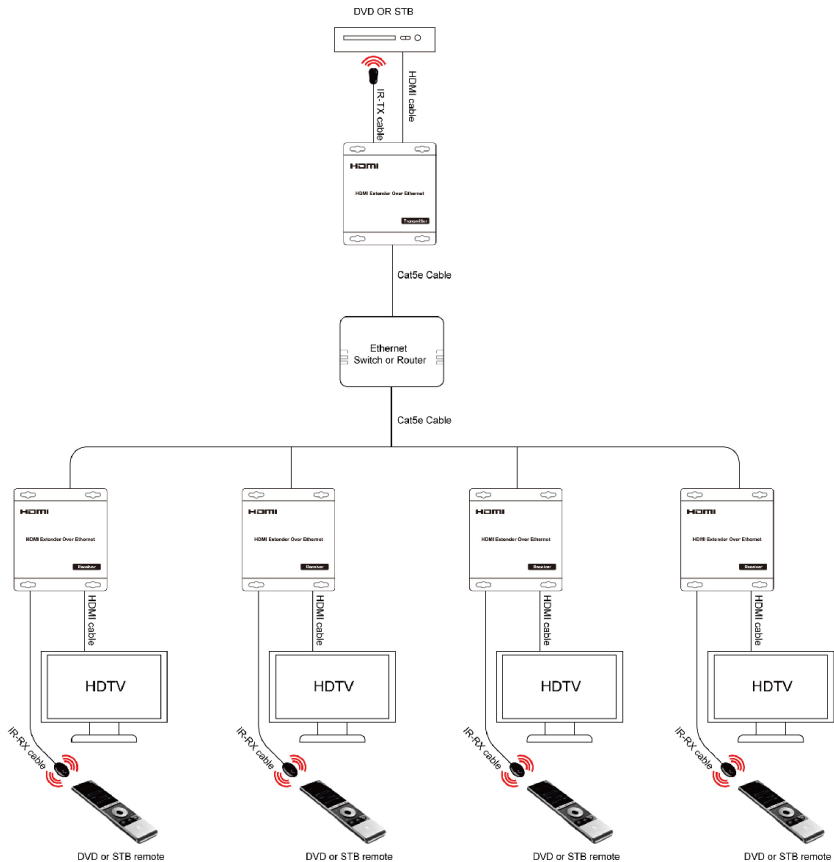 DVD OR STB
IR-TX cable
HDMI cable
HDMI
HDMI Extender Over Ethernet
Transmitter
Cat5e Cable
Ethernet
Switch or Router
Cat5e Cable
HDMI
HDMI
HDMI
HDMI
HDMI Extender Over Ethernet
HDMI Extender Over Ethernet
HDMI Extender Over Ethernet
HDMI Extender Over Ethernet
Receiver
Receiver
Receiver
Receiver
HDMI cable
HDMI cable
HDMI cable
HDMI cable
HDTV
HDTV
HDTV
HDTV
IR-RX cable
IR-RX cable
IR-RX cable
IR-RX cable
DVD or STB remote
DVD or STB remote
DVD or STB remote
DVD or STB remote